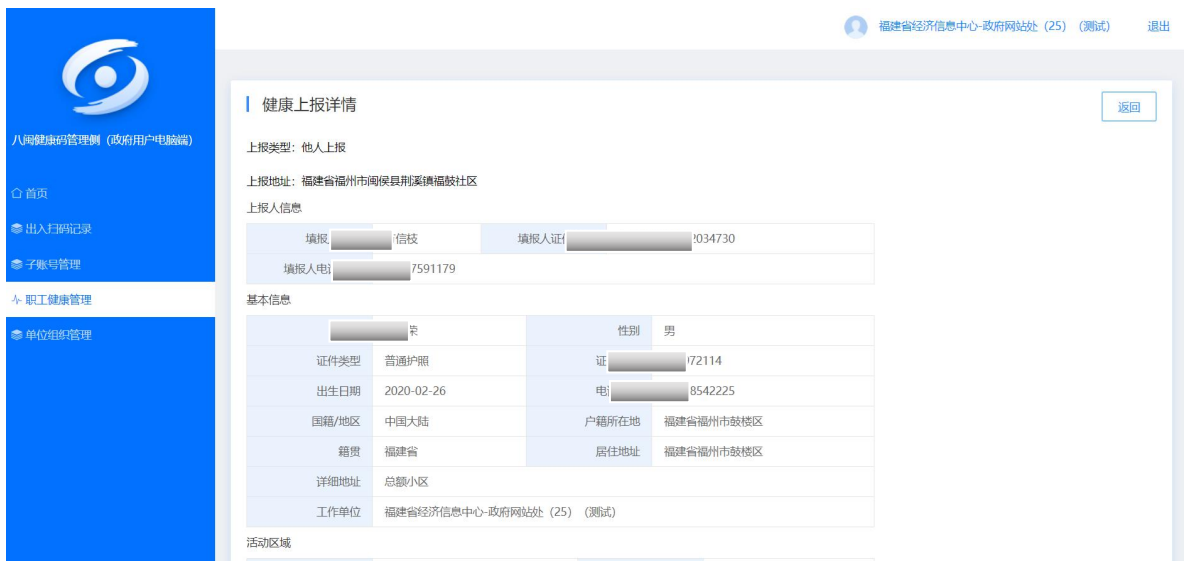 福建省经济信息中心-政府网站处（25）（测试） 退出
健康上报详情 返回
八闽健康码管理侧（政府用户电脑端）
首页
出入扫码记录
子账号管理
职工健康管理
单位组织管理
上报类型：他人上报
上报地址：福建省福州市闽侯县荆溪镇福鼓社区
上报人信息
填报 信枝 填报人证 2034730
填报人电 7591179
基本信息
荣 性别 男
证件类型 普通护照 证 972114
出生日期 2020-02-26 电 8542225
国籍/地区 中国大陆 户籍所在地 福建省福州市鼓楼区
籍贯 福建省 居住地址 福建省福州市鼓楼区
详细地址 总额小区
工作单位 福建省经济信息中心-政府网站处（25）（测试）
活动区域